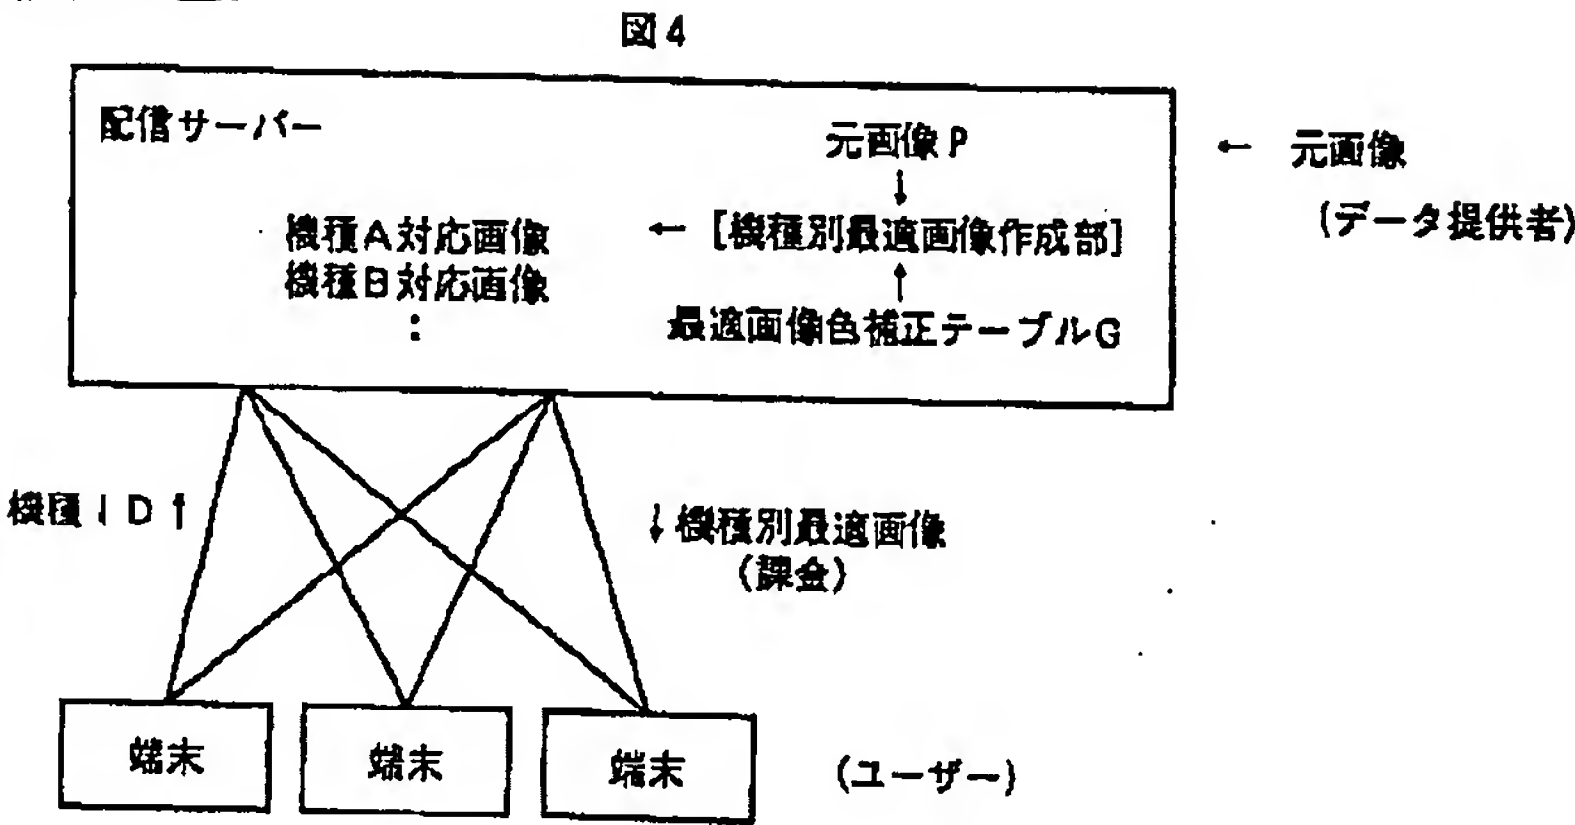 図4
配信サーバー
元画像P
↓
← 元画像
(データ提供者)
機種A対応画像 ← [機種別最適画像作成部]
機種B対応画像 ↑
: 最適画像色補正テーブルG
機種ID↑
↓機種別最適画像
(課金)
端末 端末 端末 (ユーザー)